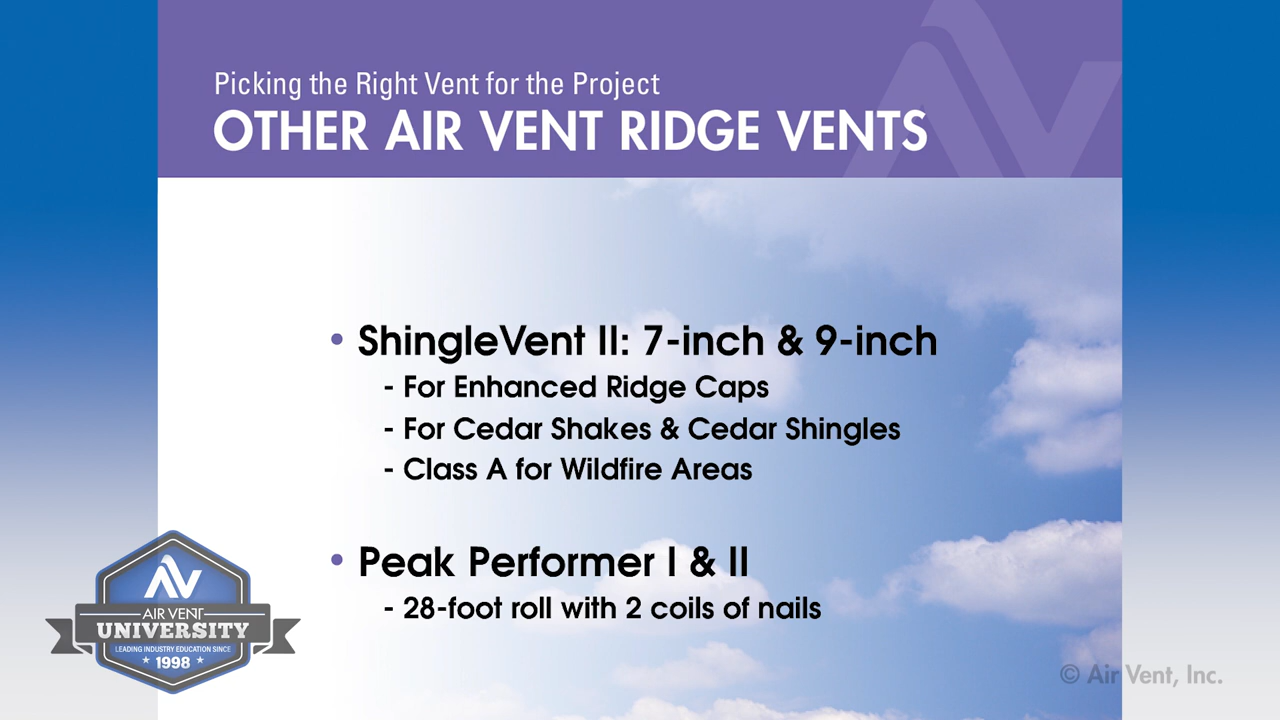 Picking the Right Vent for the Project
OTHER AIR VENT RIDGE VENTS
• ShingleVent II: 7-inch & 9-inch
- For Enhanced Ridge Caps
- For Cedar Shakes & Cedar Shingles
- Class A for Wildfire Areas
• Peak Performer I & II
- 28-foot roll with 2 coils of nails
AIR VENT
UNIVERSITY
LEADING INDUSTRY EDUCATION SINCE
★ 1998 ★
© Air Vent, Inc.